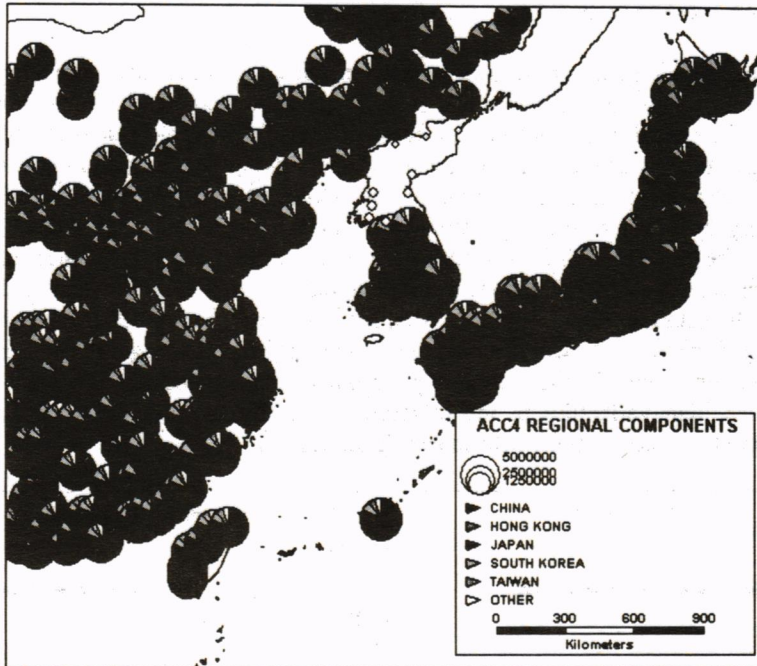 ACC4 REGIONAL COMPONENTS
5000000
2500000
1250000
CHINA
HONG KONG
JAPAN
SOUTH KOREA
TAIWAN
OTHER
0 300 600 900
Kilometers